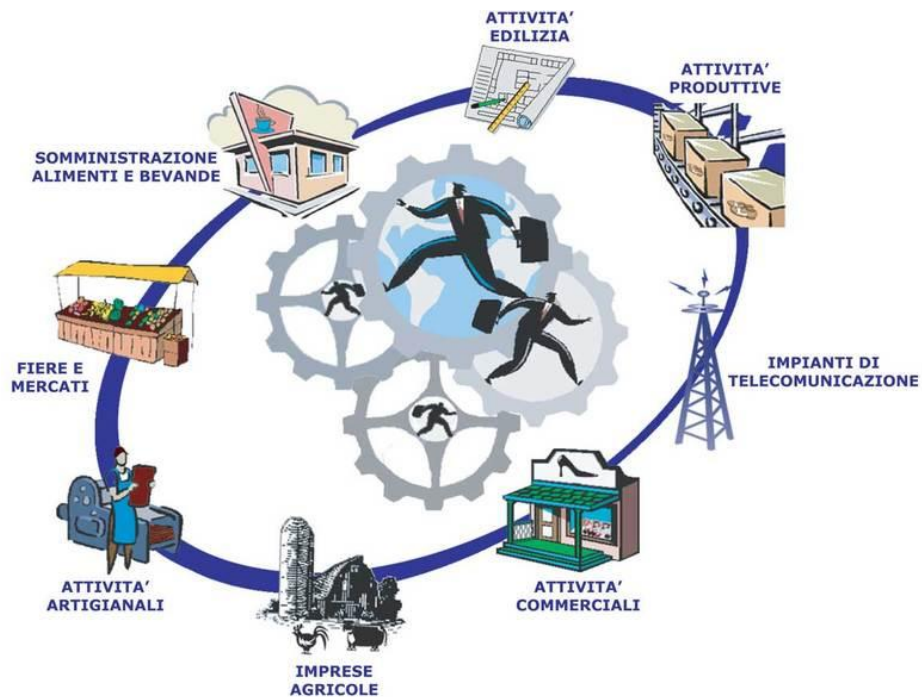 ATTIVITA'
EDILIZIA
ATTIVITA'
PRODUTTIVE
SOMMINISTRAZIONE
ALIMENTI E BEVANDE
FIERE E
MERCATI
IMPIANTI DI
TELECOMUNICAZIONE
ATTIVITA'
ARTIGIANALI
ATTIVITA'
COMMERCIALI
IMPRESE
AGRICOLE